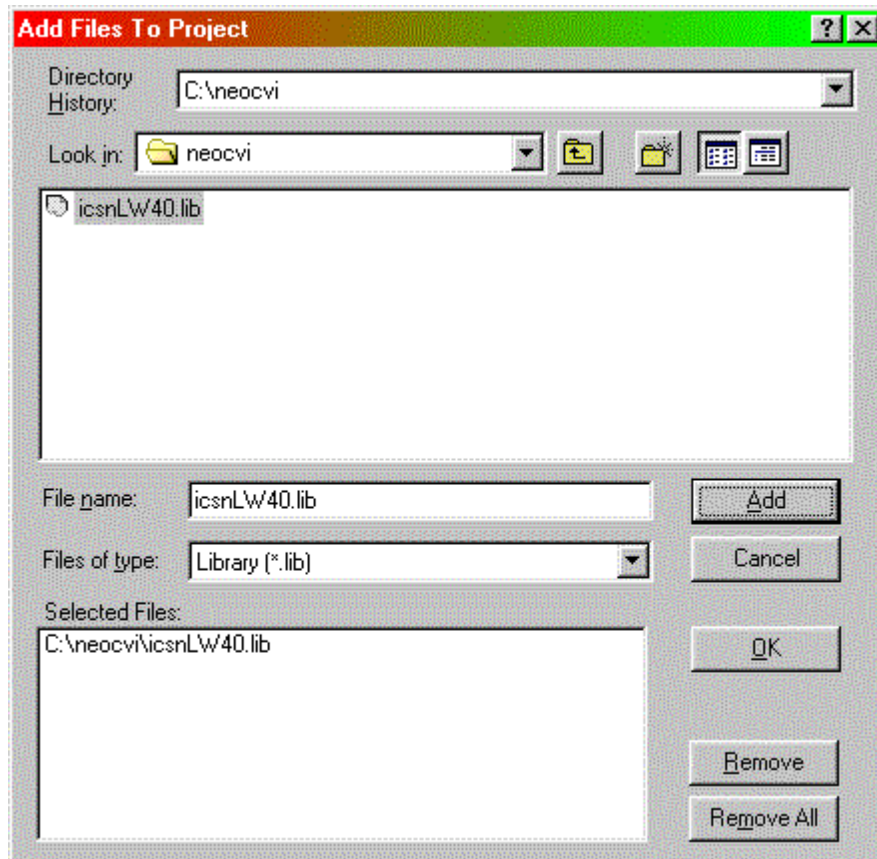 Add Files To Project
Directory
History:
C:\neocvi
Look in:
neocvi
icsnLW40.lib
File name:
icsnLW40.lib
Add
Files of type:
Library (*.lib)
Cancel
Selected Files:
C:\neocvi\icsnLW40.lib
OK
Remove
Remove All